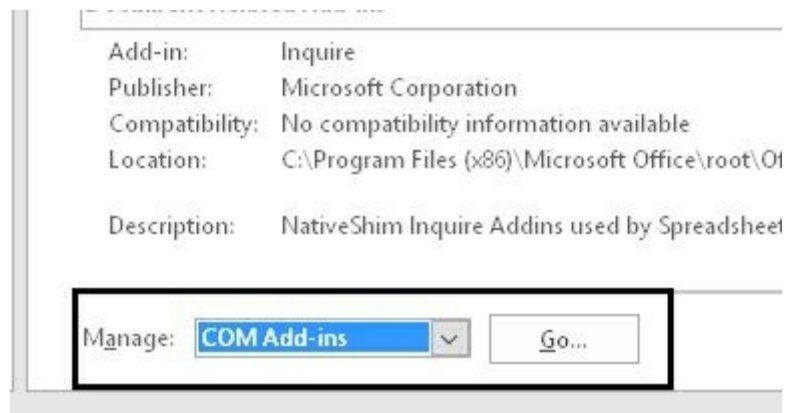 Add-in: Inquire
Publisher: Microsoft Corporation
Compatibility: No compatibility information available
Location: C:\Program Files (x86)\Microsoft Office\root\Of
Description: NativeShim Inquire Addins used by Spreadsheet
Manage: COM Add-ins Go...